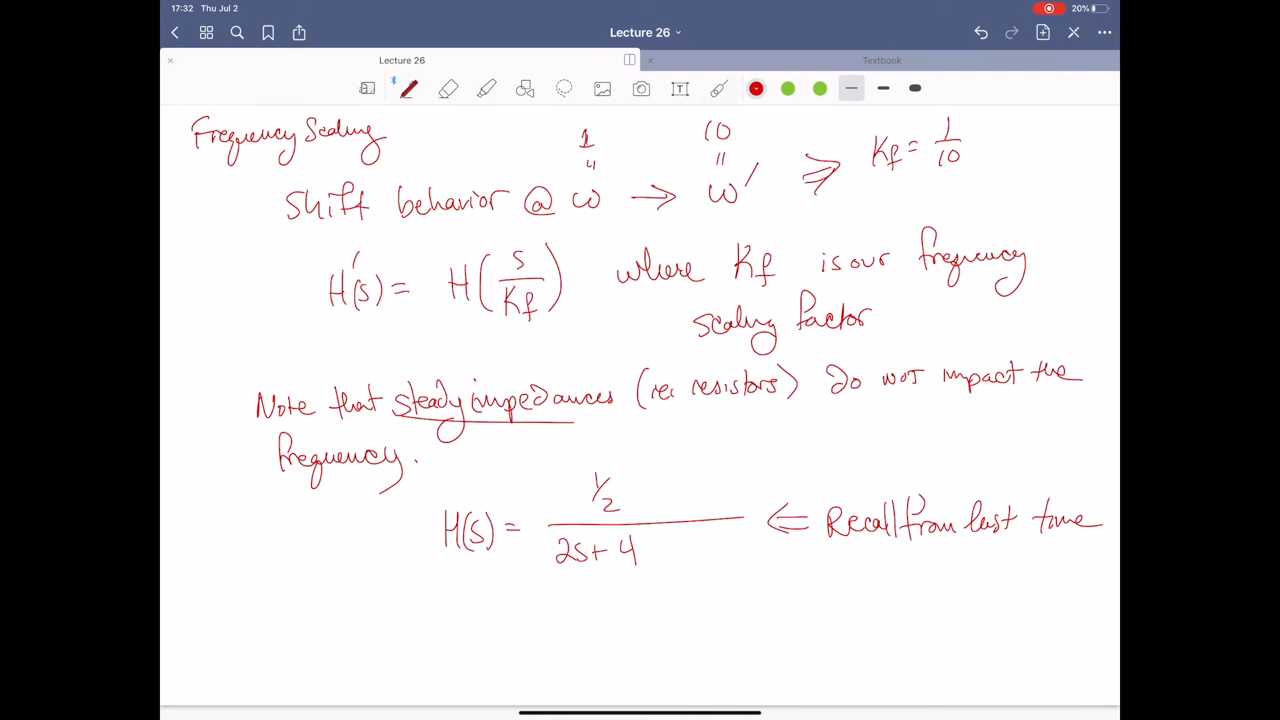 17:32 Thu Jul 2
20%
Lecture 26
Lecture 26
Textbook
Frequency Scaling
1 10
" "
Shift behavior @ ω → ω' ⇒ Kf = 1/10
H'(s) = H(s/Kf) where Kf is our frequency
scaling factor
Note that steady impedances (i.e. resistors) do not impact the
frequency.
H(s) = 1/2 / 2s+4 ⇐ Recall from last time